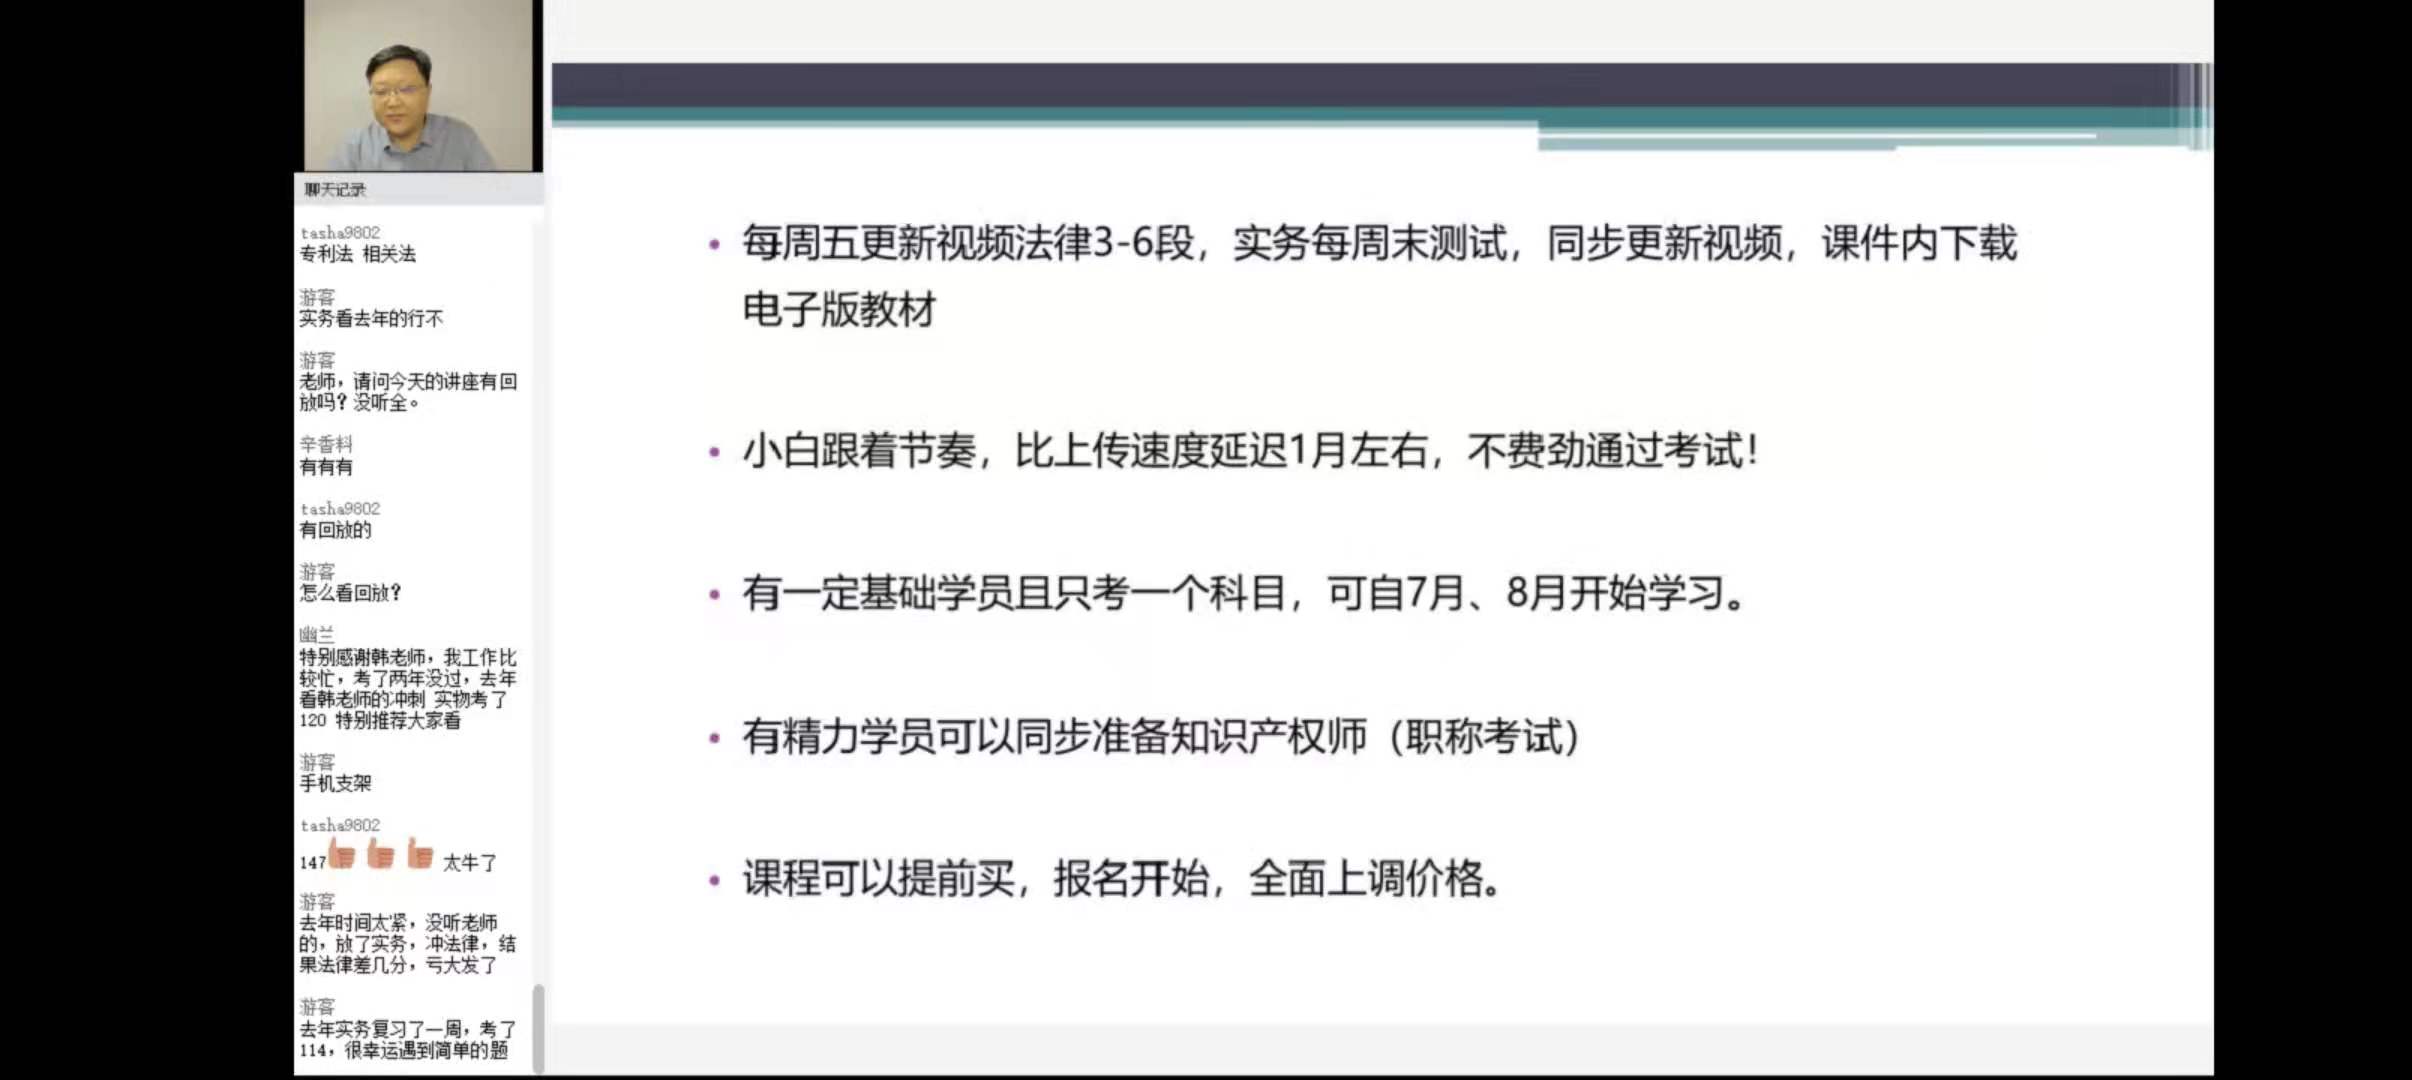 聊天记录
tasha9802
专利法 相关法
游客
实务看去年的行不
游客
老师，请问今天的讲座有回
放吗？没听全。
辛香料
有有有
tasha9802
有回放的
游客
怎么看回放？
幽兰
特别感谢韩老师，我工作比
较忙，考了两年没过，去年
看韩老师的冲刺 实物考了
120 特别推荐大家看
游客
手机支架
tasha9802
147👍👍👍 太牛了
游客
去年时间太紧，没听老师
的，放了实务，冲法律，结
果法律差几分，亏大发了
游客
去年实务复习了一周，考了
114，很幸运遇到简单的题
• 每周五更新视频法律3-6段，实务每周末测试，同步更新视频，课件内下载
电子版教材
• 小白跟着节奏，比上传速度延迟1月左右，不费劲通过考试！
• 有一定基础学员且只考一个科目，可自7月、8月开始学习。
• 有精力学员可以同步准备知识产权师（职称考试）
• 课程可以提前买，报名开始，全面上调价格。